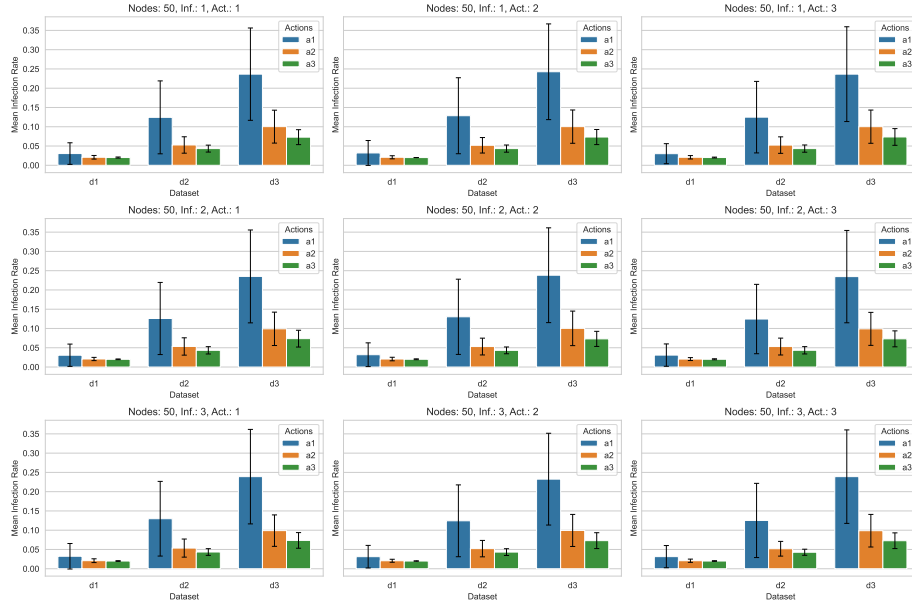 Nodes: 50, Inf.: 1, Act.: 1
Mean Infection Rate
0.35
0.30
0.25
0.20
0.15
0.10
0.05
0.00
Actions
a1
a2
a3
d1 d2 d3
Dataset
Nodes: 50, Inf.: 1, Act.: 2
Mean Infection Rate
Actions
a1
a2
a3
d1 d2 d3
Dataset
Nodes: 50, Inf.: 1, Act.: 3
Mean Infection Rate
Actions
a1
a2
a3
d1 d2 d3
Dataset
Nodes: 50, Inf.: 2, Act.: 1
Mean Infection Rate
0.35
0.30
0.25
0.20
0.15
0.10
0.05
0.00
Actions
a1
a2
a3
d1 d2 d3
Dataset
Nodes: 50, Inf.: 2, Act.: 2
Mean Infection Rate
Actions
a1
a2
a3
d1 d2 d3
Dataset
Nodes: 50, Inf.: 2, Act.: 3
Mean Infection Rate
Actions
a1
a2
a3
d1 d2 d3
Dataset
Nodes: 50, Inf.: 3, Act.: 1
Mean Infection Rate
0.35
0.30
0.25
0.20
0.15
0.10
0.05
0.00
Actions
a1
a2
a3
d1 d2 d3
Dataset
Nodes: 50, Inf.: 3, Act.: 2
Mean Infection Rate
Actions
a1
a2
a3
d1 d2 d3
Dataset
Nodes: 50, Inf.: 3, Act.: 3
Mean Infection Rate
Actions
a1
a2
a3
d1 d2 d3
Dataset